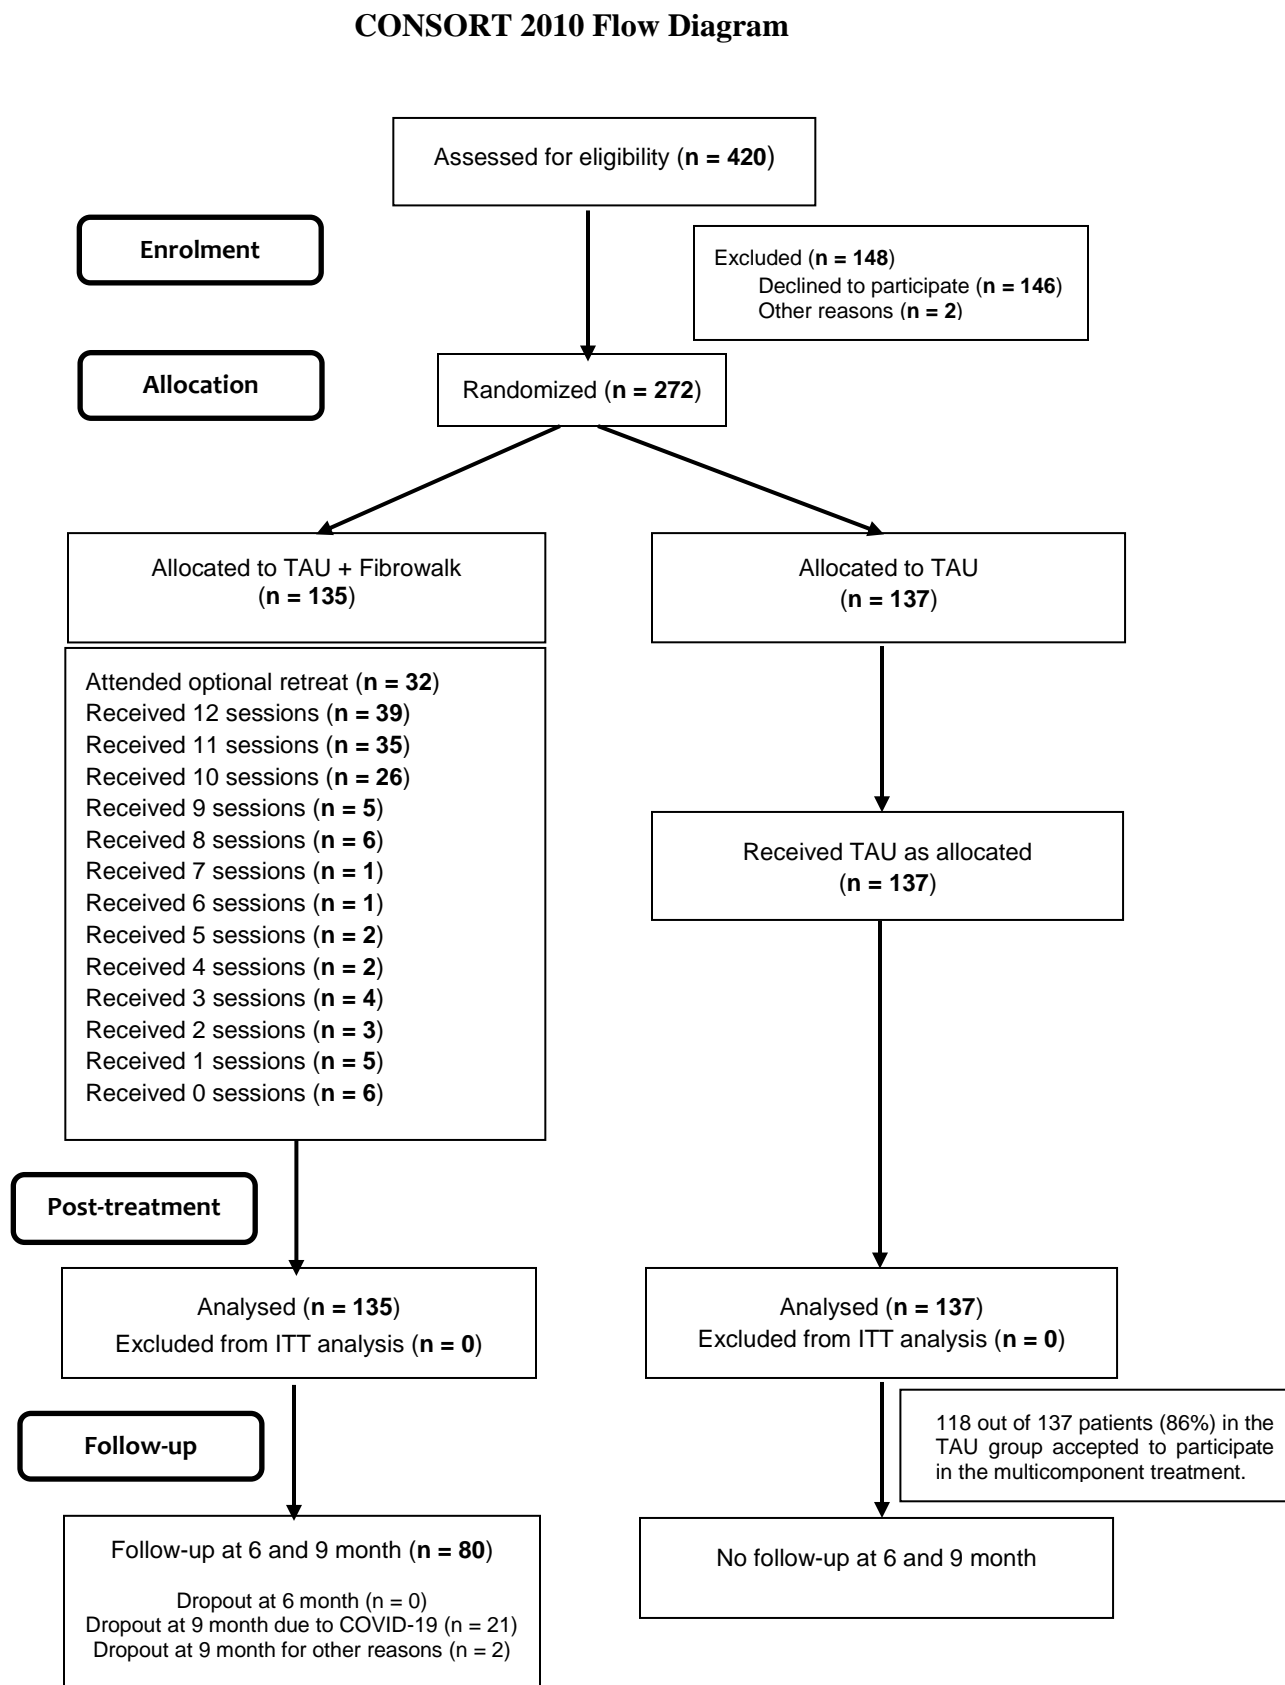 CONSORT 2010 Flow Diagram
Assessed for eligibility (n = 420)
Enrolment
Excluded (n = 148)
Declined to participate (n = 146)
Other reasons (n = 2)
Allocation
Randomized (n = 272)
Allocated to TAU + Fibrowalk
(n = 135)
Allocated to TAU
(n = 137)
Attended optional retreat (n = 32)
Received 12 sessions (n = 39)
Received 11 sessions (n = 35)
Received 10 sessions (n = 26)
Received 9 sessions (n = 5)
Received 8 sessions (n = 6)
Received 7 sessions (n = 1)
Received 6 sessions (n = 1)
Received 5 sessions (n = 2)
Received 4 sessions (n = 2)
Received 3 sessions (n = 4)
Received 2 sessions (n = 3)
Received 1 sessions (n = 5)
Received 0 sessions (n = 6)
Received TAU as allocated
(n = 137)
Post-treatment
Analysed (n = 135)
Excluded from ITT analysis (n = 0)
Analysed (n = 137)
Excluded from ITT analysis (n = 0)
Follow-up
118 out of 137 patients (86%) in the
TAU group accepted to participate
in the multicomponent treatment.
Follow-up at 6 and 9 month (n = 80)
Dropout at 6 month (n = 0)
Dropout at 9 month due to COVID-19 (n = 21)
Dropout at 9 month for other reasons (n = 2)
No follow-up at 6 and 9 month